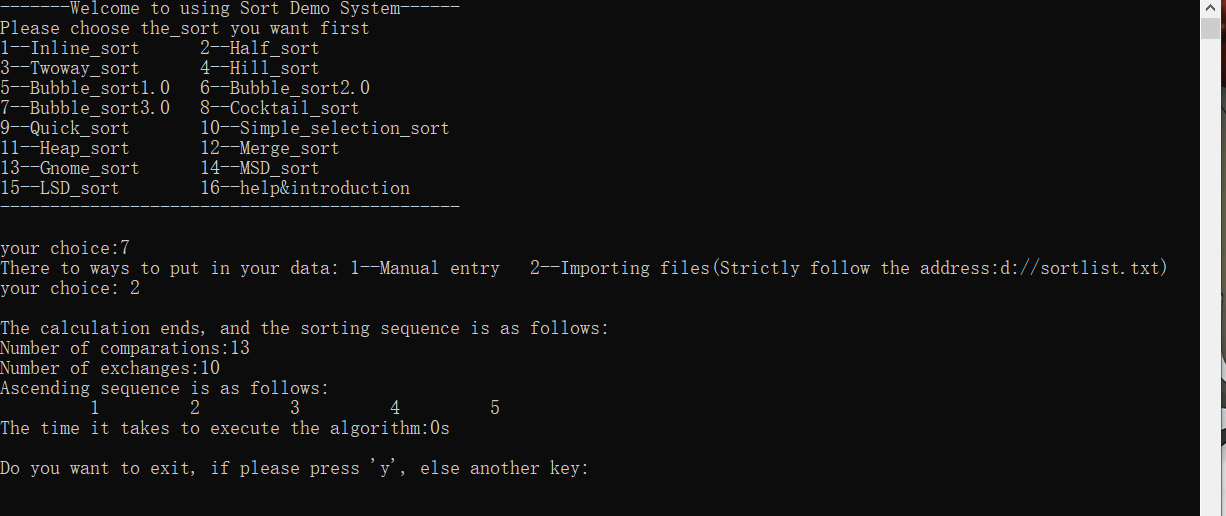 -------Welcome to using Sort Demo System------
Please choose the_sort you want first
1--Inline_sort      2--Half_sort
3--Twoway_sort      4--Hill_sort
5--Bubble_sort1.0   6--Bubble_sort2.0
7--Bubble_sort3.0   8--Cocktail_sort
9--Quick_sort       10--Simple_selection_sort
11--Heap_sort       12--Merge_sort
13--Gnome_sort      14--MSD_sort
15--LSD_sort        16--help&introduction
----------------------------------------------
your choice:7
There to ways to put in your data: 1--Manual entry   2--Importing files(Strictly follow the address:d://sortlist.txt)
your choice: 2
The calculation ends, and the sorting sequence is as follows:
Number of comparations:13
Number of exchanges:10
Ascending sequence is as follows:
         1         2         3         4         5
The time it takes to execute the algorithm:0s
Do you want to exit, if please press 'y', else another key: